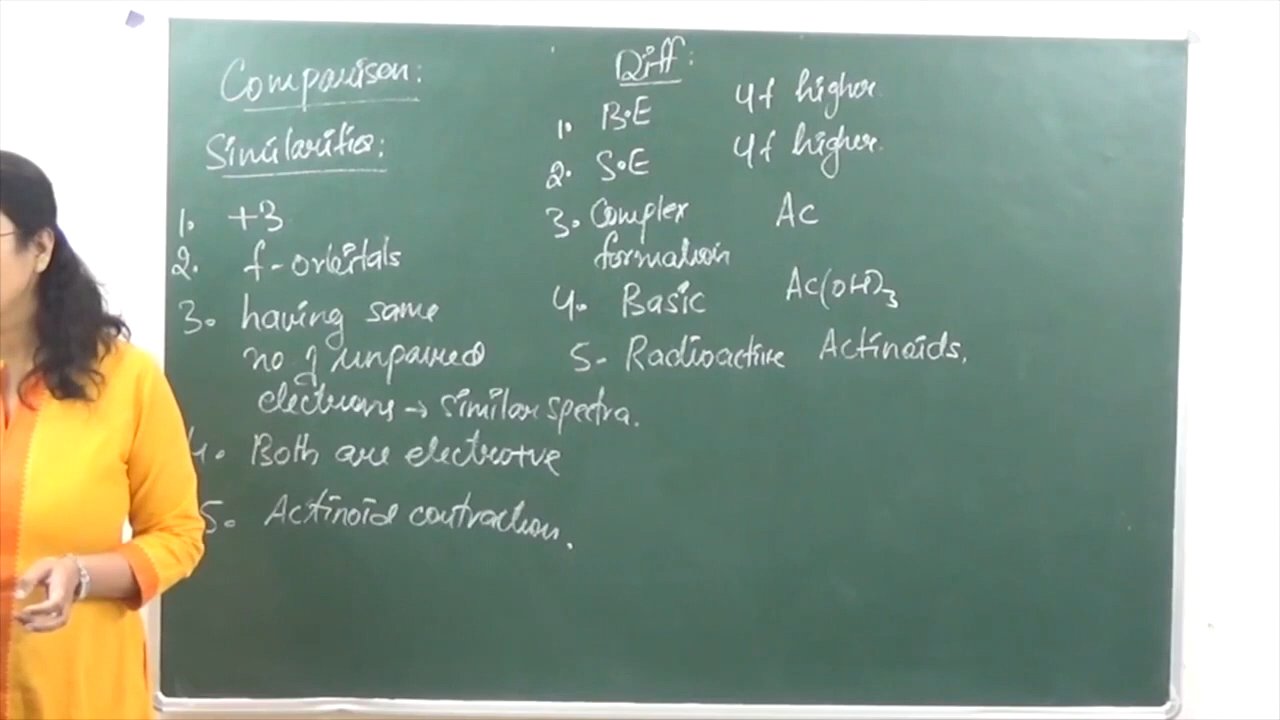 Comparison:
Similarities:
1. +3
2. f-orbitals
3. having same
no of unpaired
electrons → similar spectra.
4. Both are electro+ve
5. Actinoid contraction.
Diff:
1. B.E 4f higher.
2. S.E 4f higher.
3. Complex Ac
formation
4. Basic Ac(OH)3
5- Radioactive Actinoids.